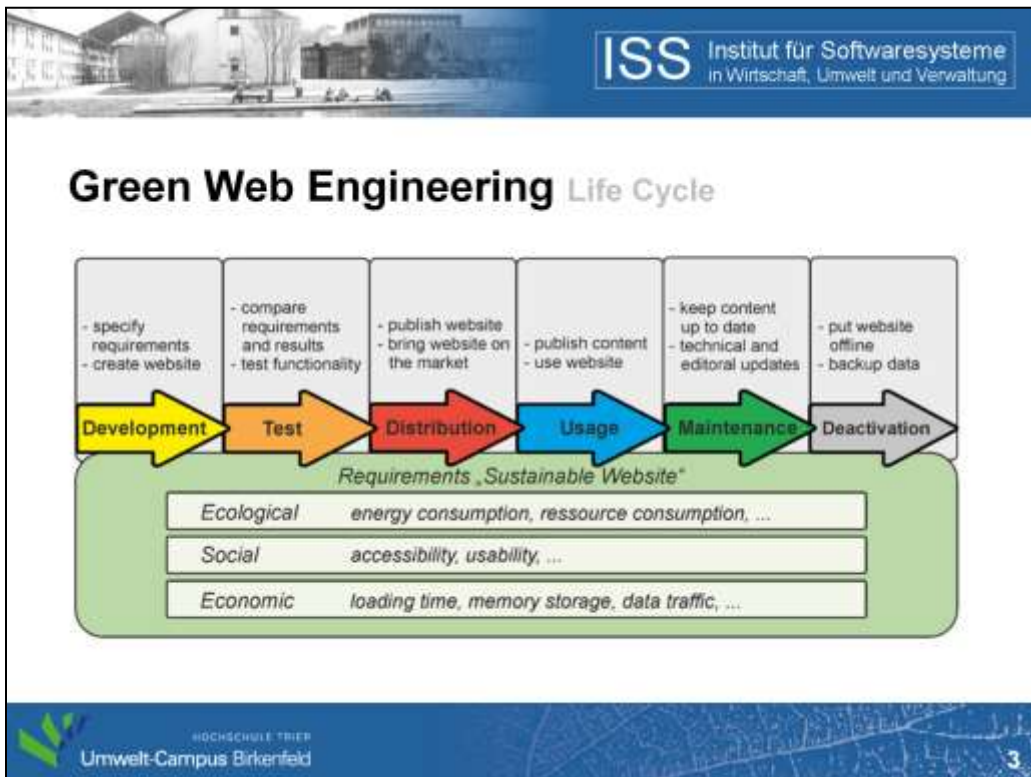 ISS Institut für Softwaresysteme
in Wirtschaft, Umwelt und Verwaltung
Green Web Engineering Life Cycle
- specify
requirements
- create website
- compare
requirements
and results
- test functionality
- publish website
- bring website on
the market
- publish content
- use website
- keep content
up to date
- technical and
editoral updates
- put website
offline
- backup data
Development
Test
Distribution
Usage
Maintenance
Deactivation
Requirements „Sustainable Website“
Ecological energy consumption, ressource consumption, ...
Social accessibility, usability, ...
Economic loading time, memory storage, data traffic, ...
HOCHSCHULE TRIER
Umwelt-Campus Birkenfeld
3